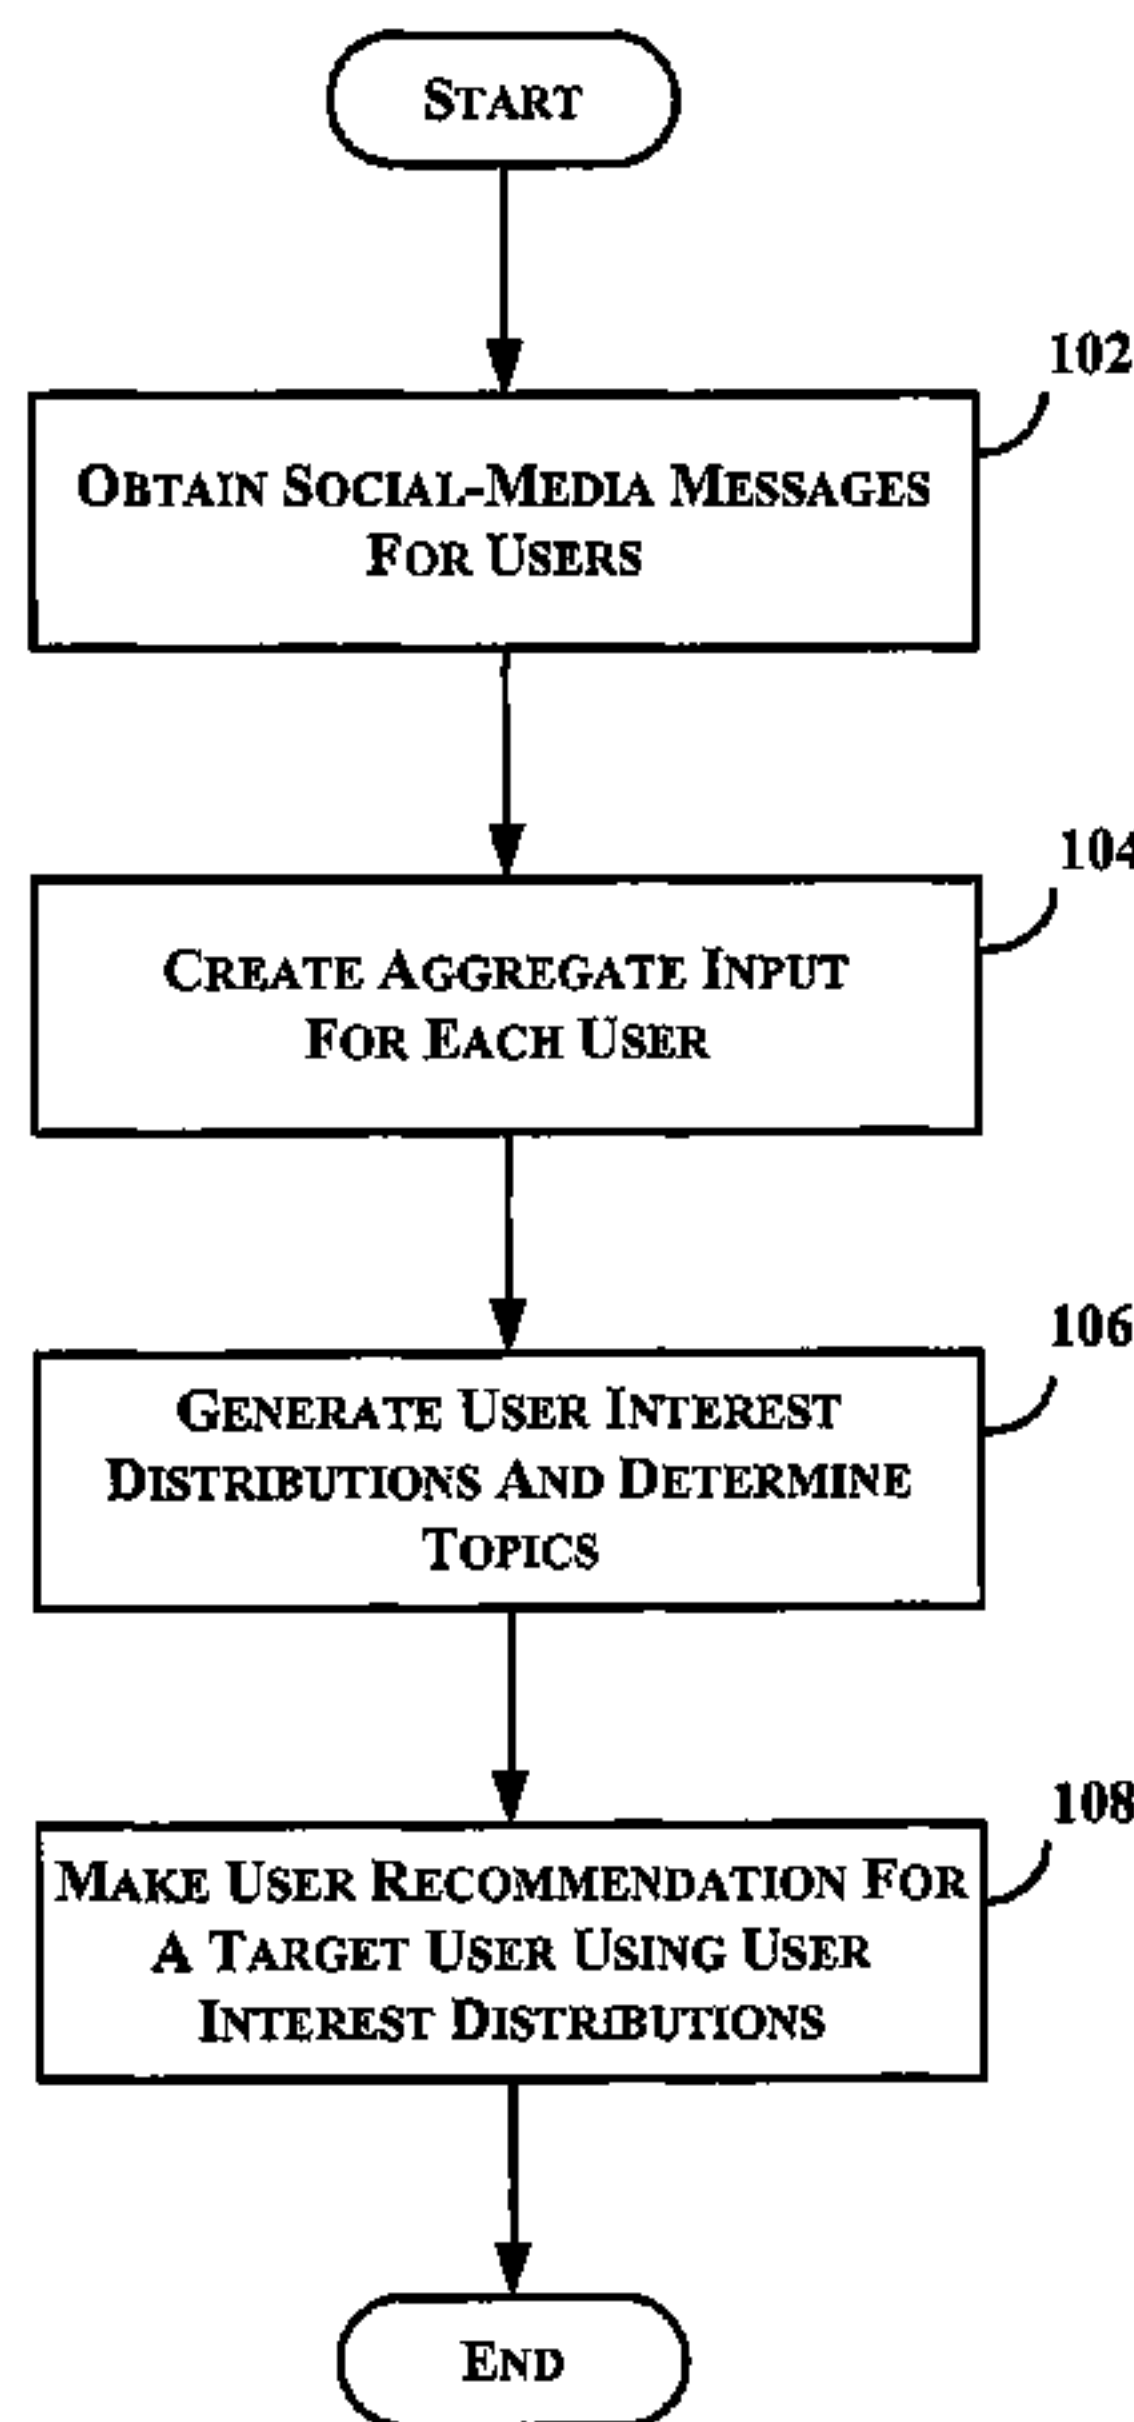 START
102
OBTAIN SOCIAL-MEDIA MESSAGES
FOR USERS
104
CREATE AGGREGATE INPUT
FOR EACH USER
106
GENERATE USER INTEREST
DISTRIBUTIONS AND DETERMINE
TOPICS
108
MAKE USER RECOMMENDATION FOR
A TARGET USER USING USER
INTEREST DISTRIBUTIONS
END